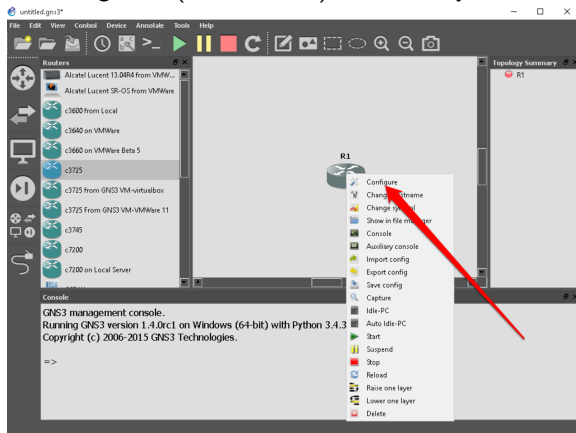 untitled.gns3*
File Edit View Control Device Annotate Tools Help
Routers
Topology Summary
Alcatel Lucent 13.0R4 from VMW...
R1
Alcatel Lucent SR-OS from VMWare
c3600 from Local
c3640 on VMWare
c3660 on VMWare Beta 5
R1
c3725
Configure
Change symbol
c3725 from GNS3 VM-virtualbox
Show in file
Console
c3725 From GNS3 VM-VMWare 11
Auxiliary console
Import config
c3745
Export config
c7200
Save config
c7200 on Local Server
Capture
Console
GNS3 management console.
Idle-PC
Running GNS3 version 1.4.0rc1 on Windows (64-bit) with Python 3.4.3
Auto Idle-PC
Copyright (c) 2006-2015 GNS3 Technologies.
Start
Suspend
=>
Stop
Reload
Raise one layer
Lower one layer
Delete